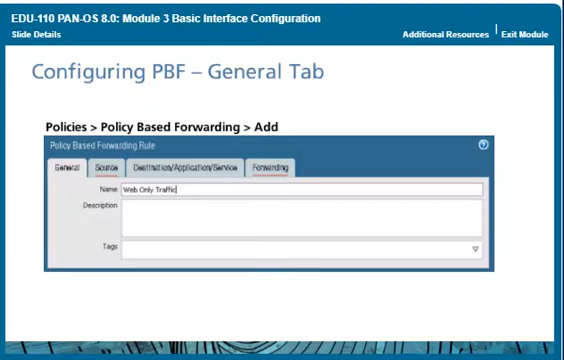 EDU-110 PAN-OS 8.0: Module 3 Basic Interface Configuration
Slide Details
Additional Resources
Exit Module
Configuring PBF – General Tab
Policies > Policy Based Forwarding > Add
Policy Based Forwarding Rule
General
Source
Destination/Application/Service
Forwarding
Name
Web Only Traffic
Description
Tags